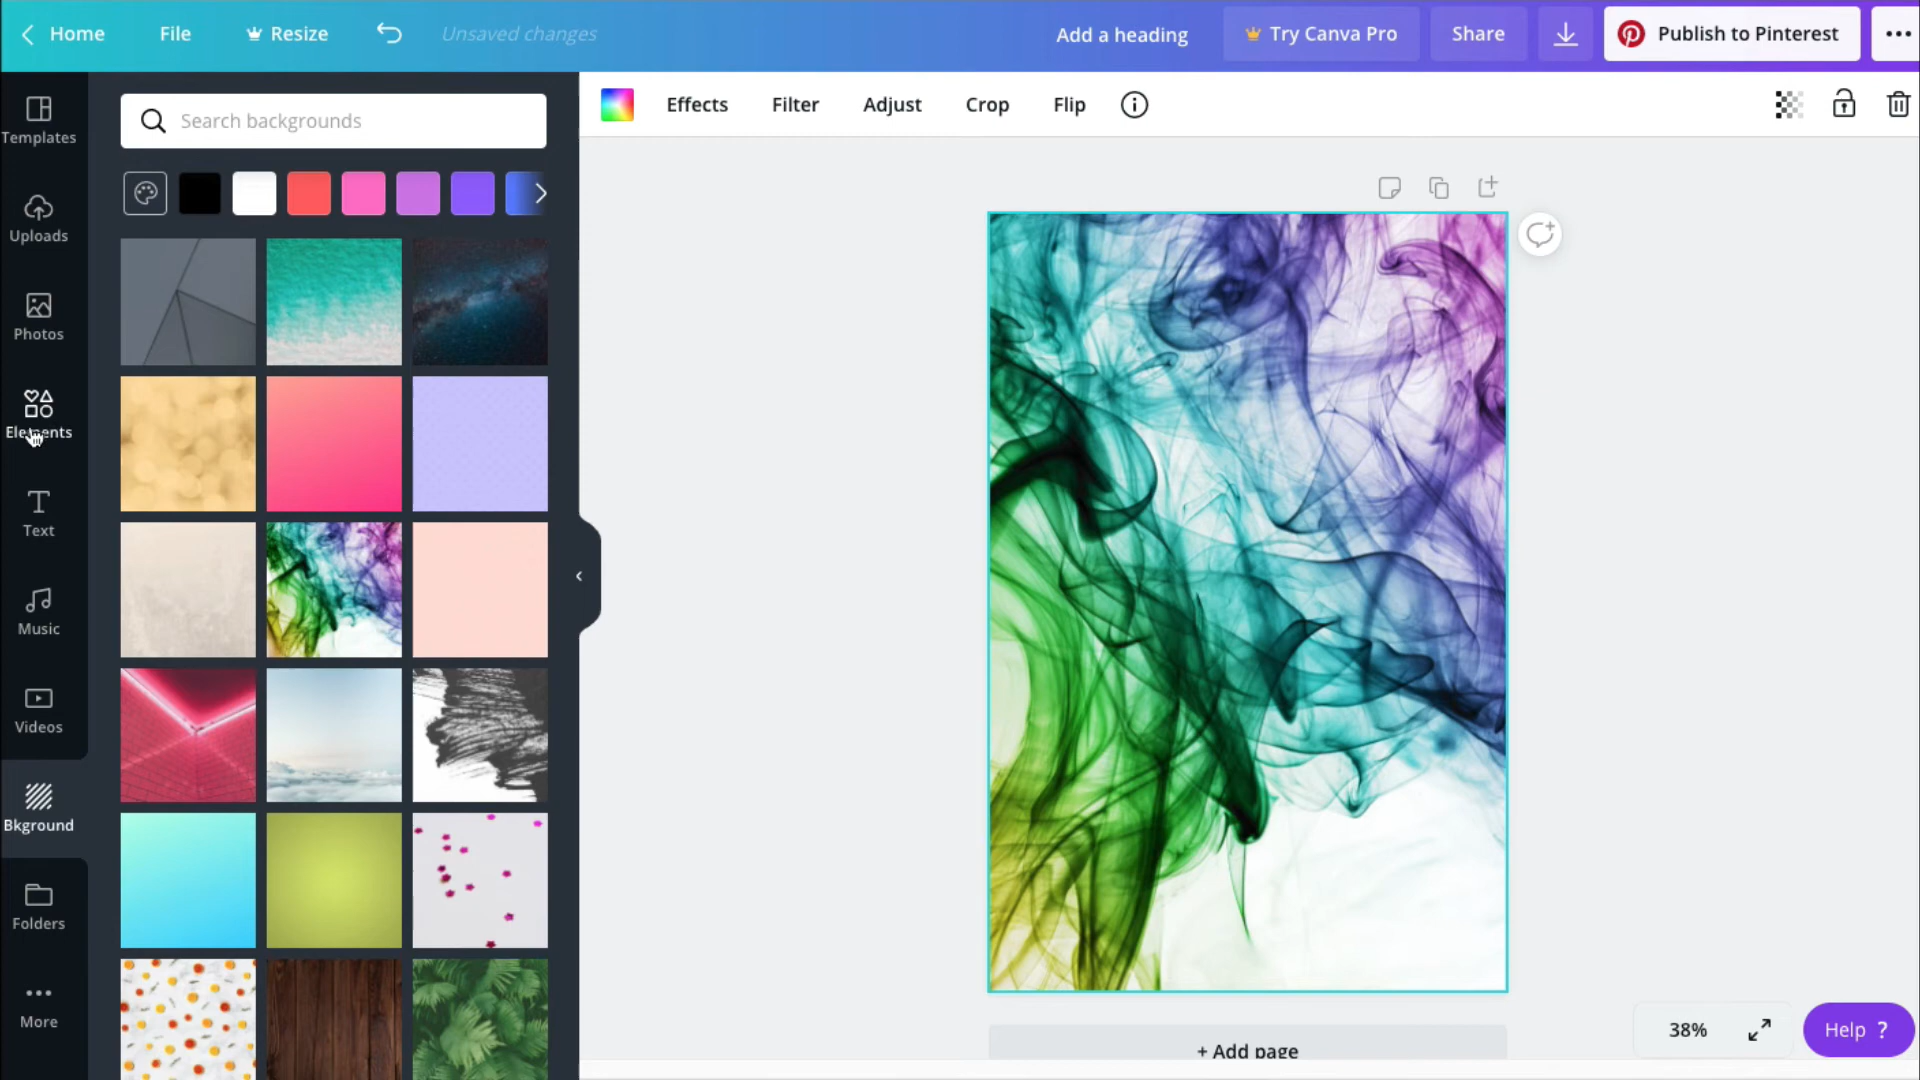 Home File Resize Unsaved changes Add a heading Try Canva Pro Share Publish to Pinterest
Templates
Uploads
Photos
Elements
Text
Music
Videos
Bkground
Folders
More
Search backgrounds
Effects Filter Adjust Crop Flip
+ Add page
38% Help ?